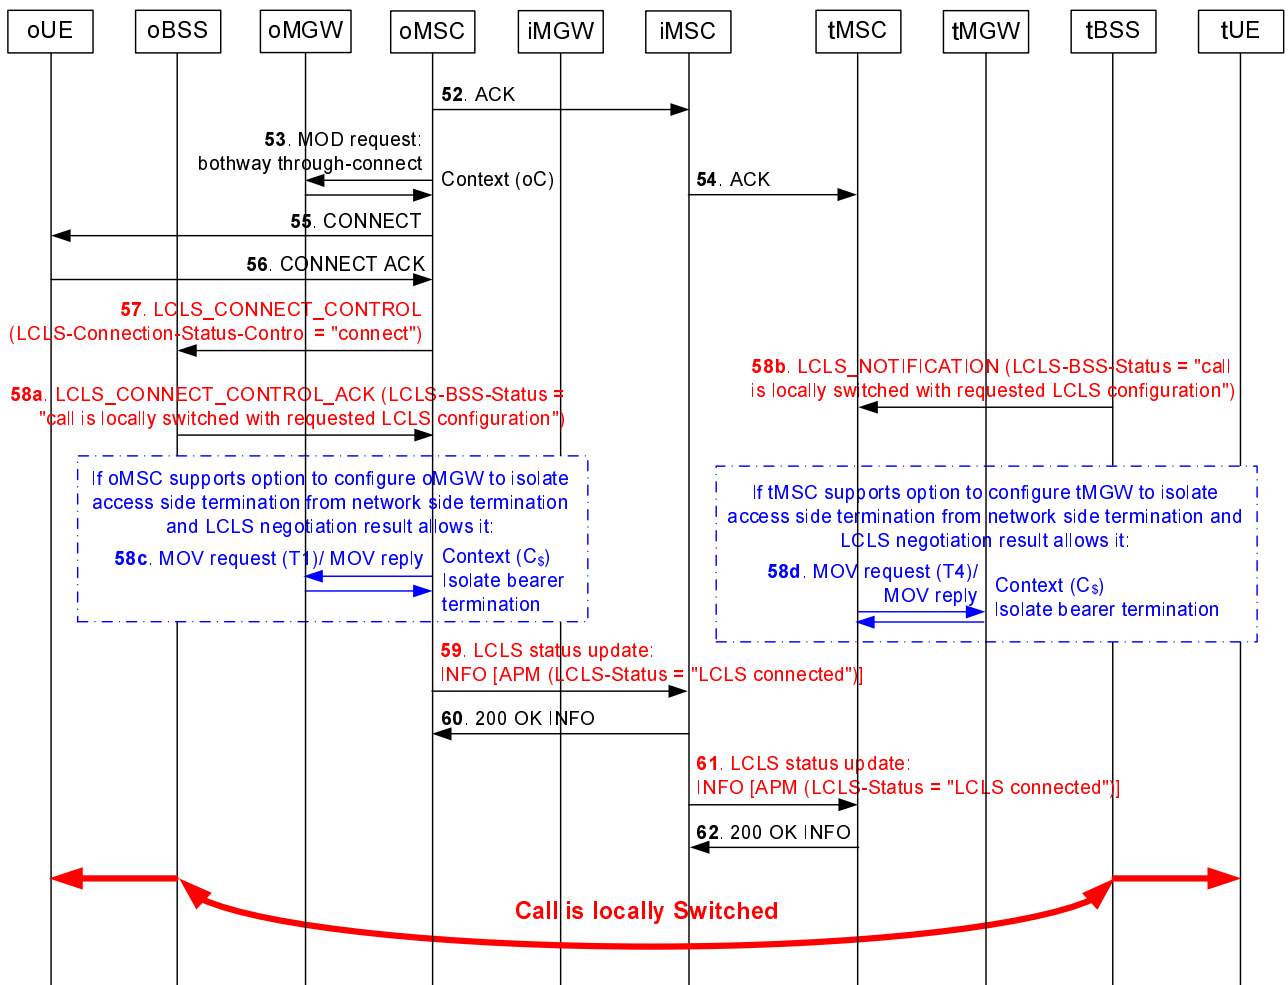 oUE oBSS oMGW oMSC iMGW iMSC tMSC tMGW tBSS tUE
52. ACK
53. MOD request:
bothway through-connect
Context (oC)
54. ACK
55. CONNECT
56. CONNECT ACK
57. LCLS_CONNECT_CONTROL
(LCLS-Connection-Status-Control = "connect")
58b. LCLS_NOTIFICATION (LCLS-BSS-Status = "call
is locally switched with requested LCLS configuration")
58a. LCLS_CONNECT_CONTROL_ACK (LCLS-BSS-Status =
"call is locally switched with requested LCLS configuration")
If oMSC supports option to configure oMGW to isolate
access side termination from network side termination
and LCLS negotiation result allows it:
58c. MOV request (T1)/ MOV reply
Context (C$)
Isolate bearer
termination
If tMSC supports option to configure tMGW to isolate
access side termination from network side termination and
LCLS negotiation result allows it:
58d. MOV request (T4)/
MOV reply
Context (C$)
Isolate bearer termination
59. LCLS status update:
INFO [APM (LCLS-Status = "LCLS connected")]
60. 200 OK INFO
61. LCLS status update:
INFO [APM (LCLS-Status = "LCLS connected")]
62. 200 OK INFO
Call is locally Switched